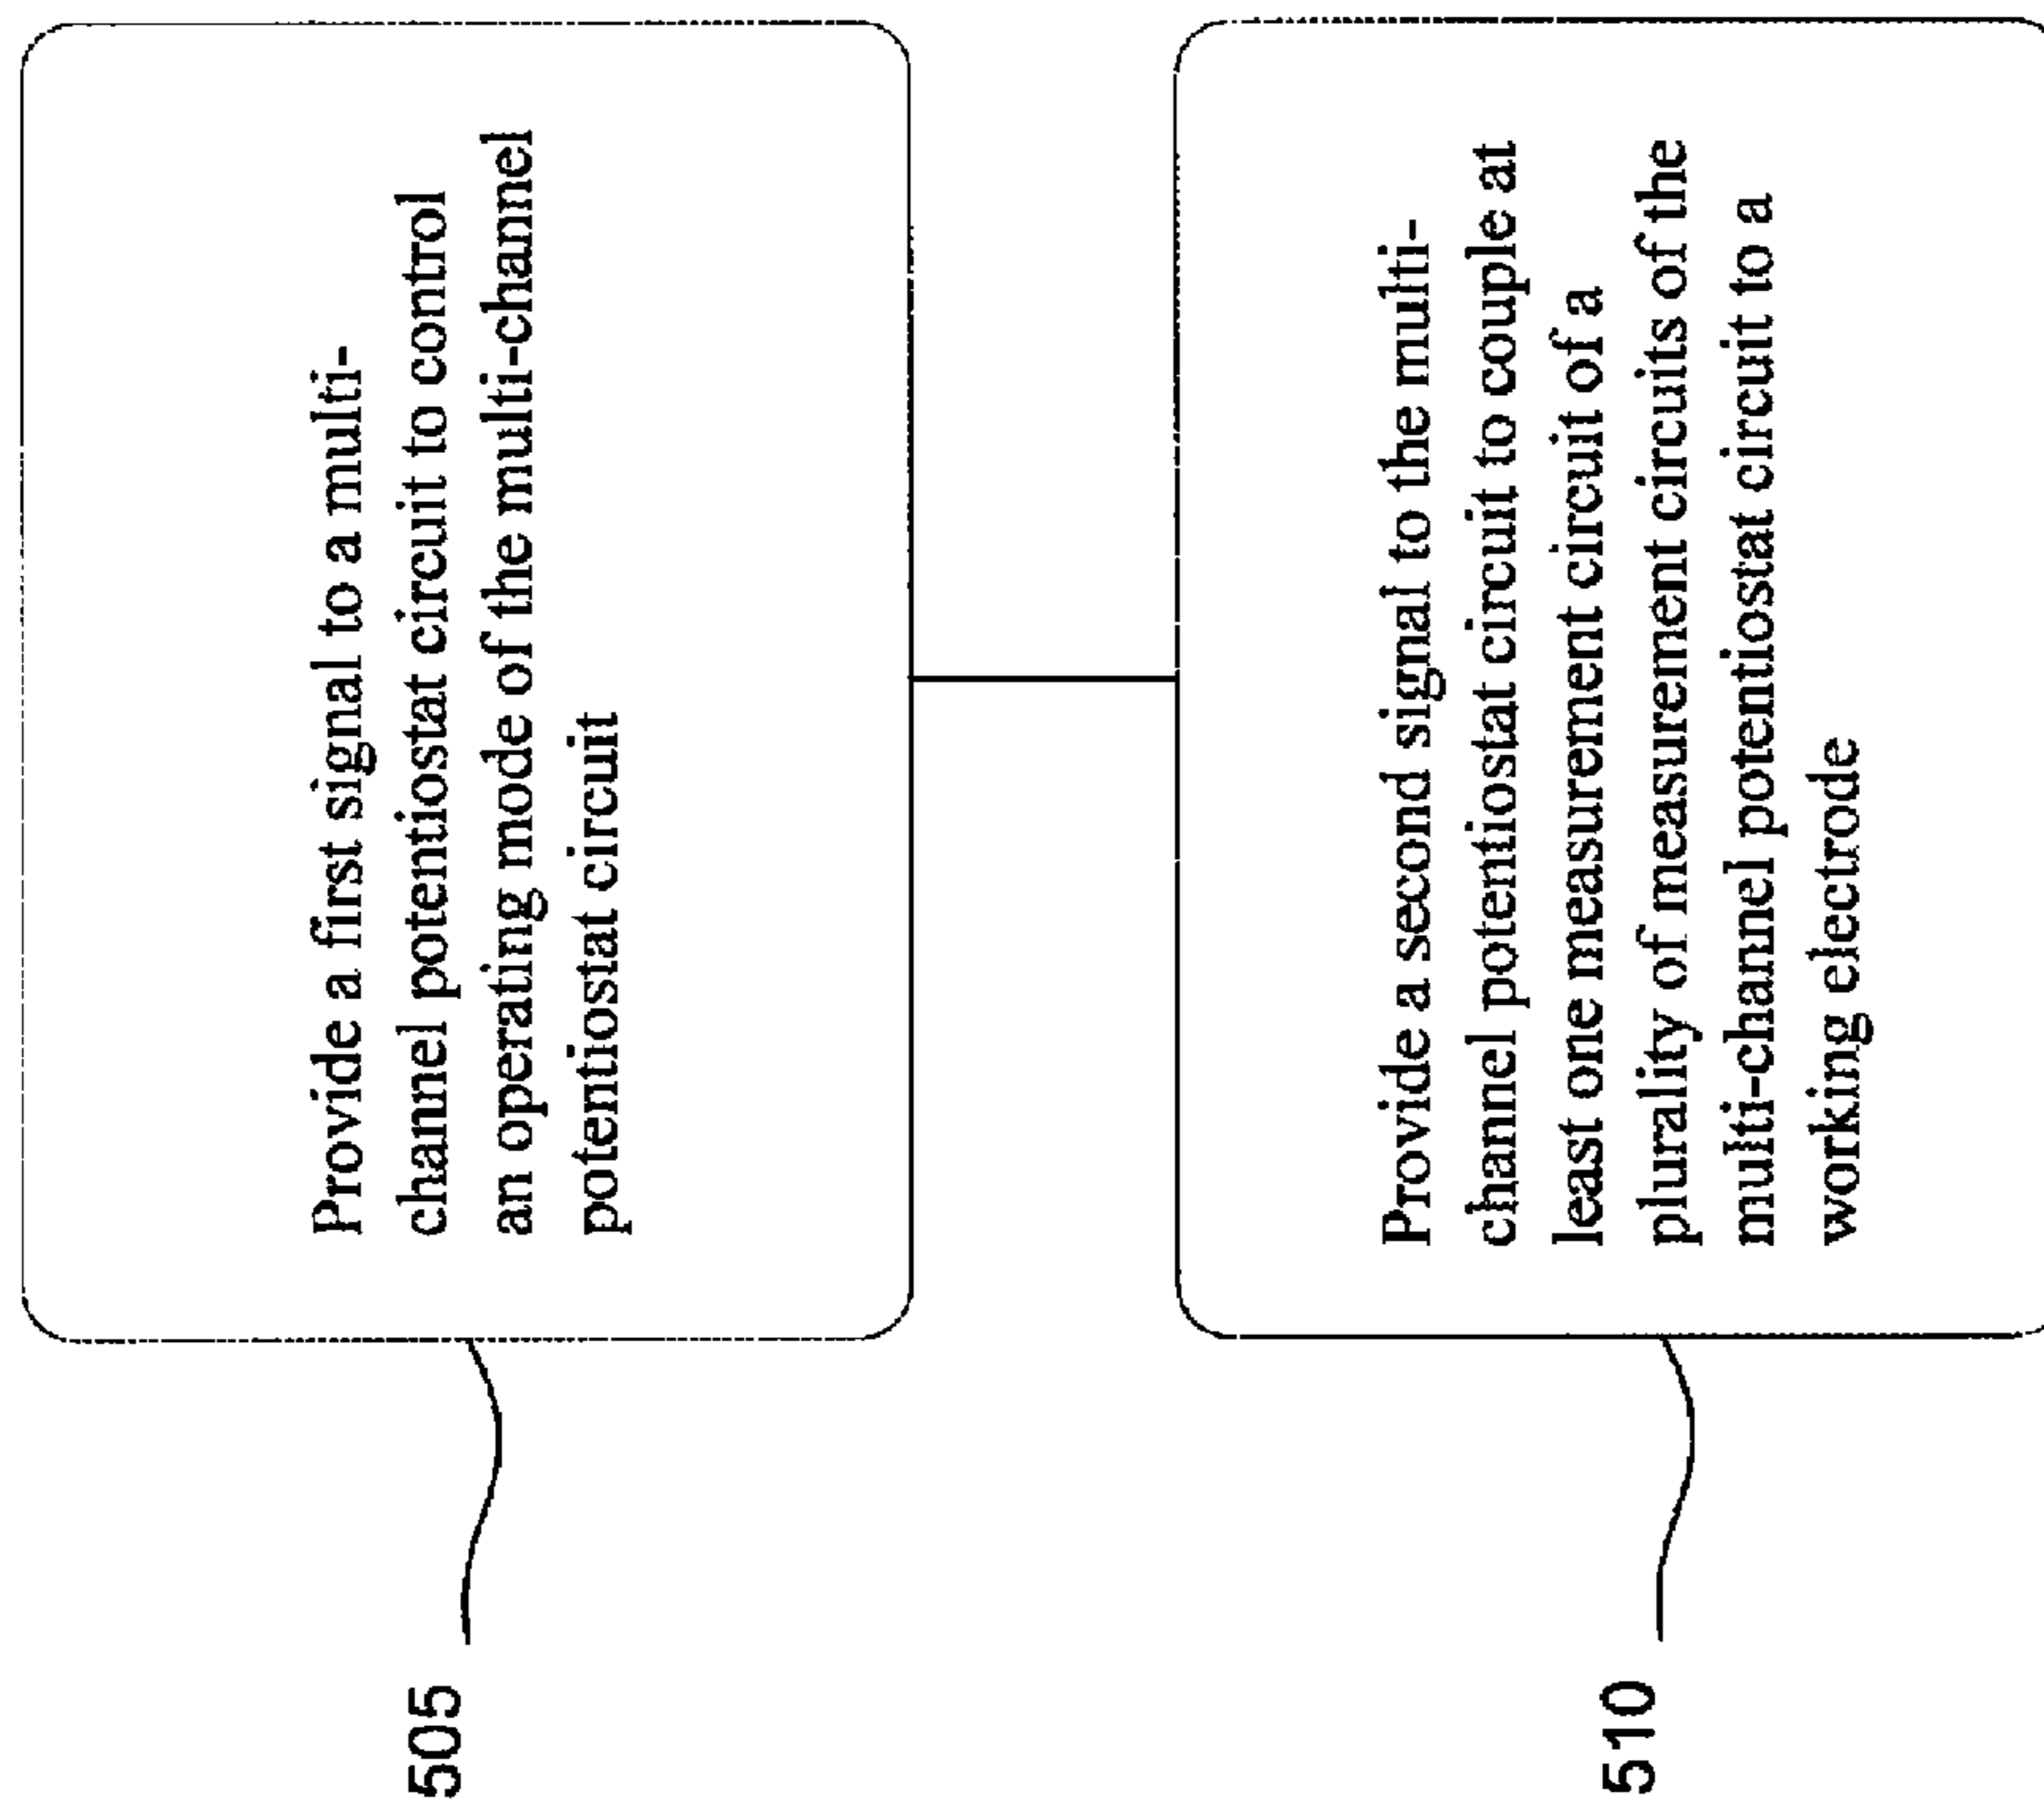 505
Provide a first signal to a multi-
channel potentiostat circuit to control
an operating mode of the multi-channel
potentiostat circuit
510
Provide a second signal to the multi-
channel potentiostat circuit to couple at
least one measurement circuit of a
plurality of measurement circuits of the
multi-channel potentiostat circuit to a
working electrode